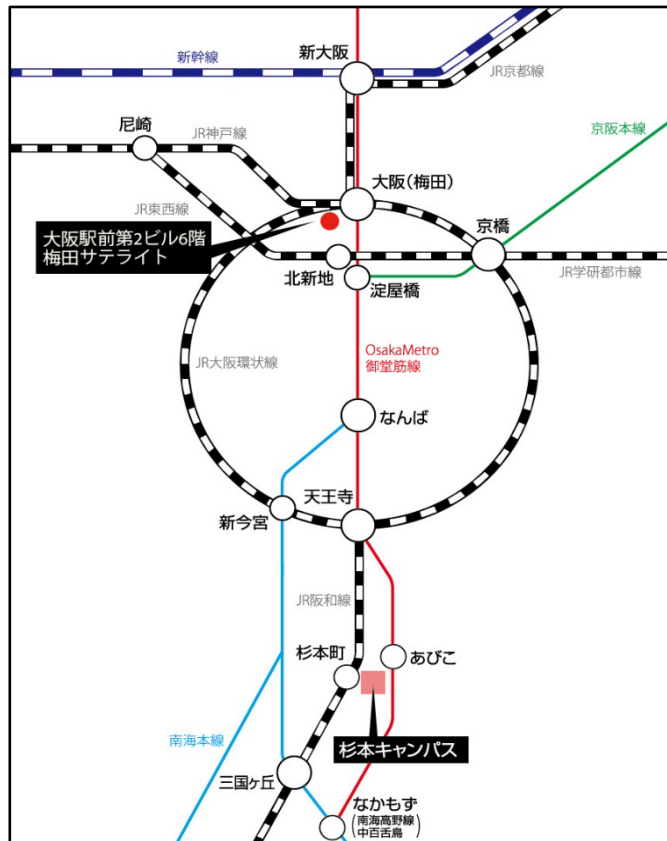 新大阪
新幹線
JR京都線
尼崎
JR神戸線
京阪本線
大阪(梅田)
JR東西線
京橋
大阪駅前第2ビル6階
梅田サテライト
北新地
淀屋橋
JR学研都市線
OsakaMetro
御堂筋線
JR大阪環状線
なんば
天王寺
新今宮
JR阪和線
杉本町
あびこ
南海本線
杉本キャンパス
三国ヶ丘
なかもず
(南海高野線
中百舌鳥)